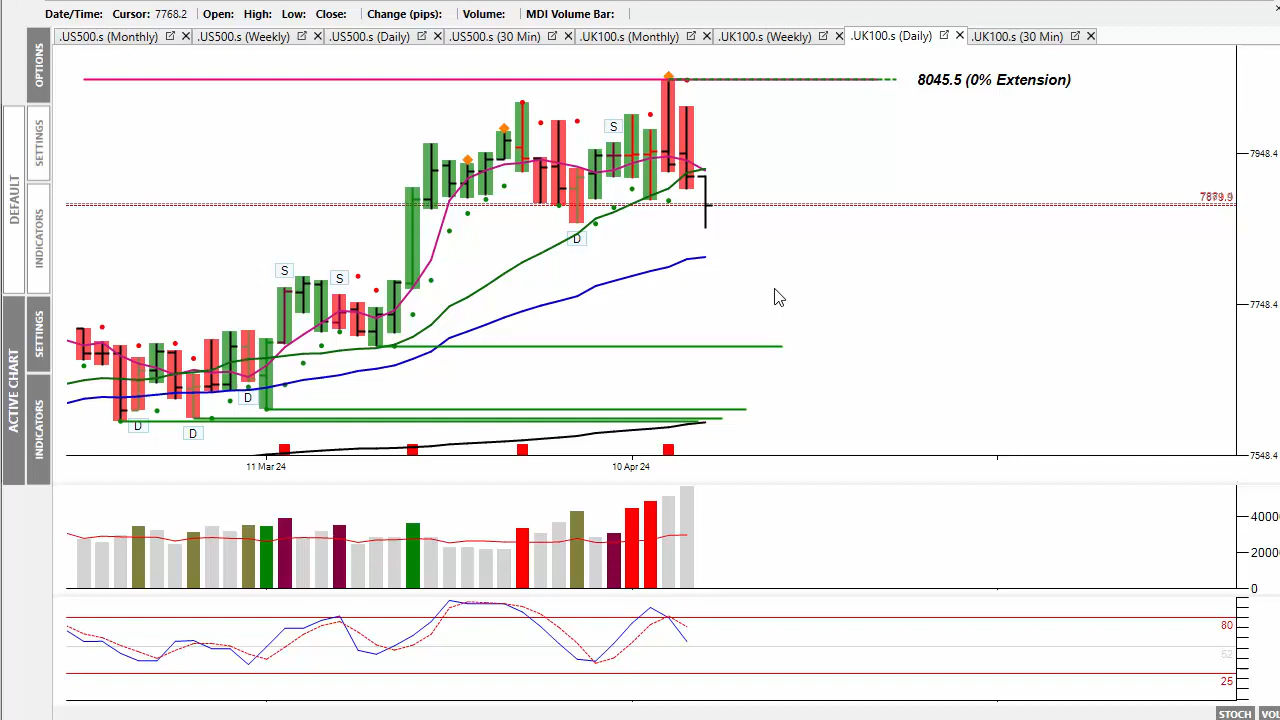 Date/Time: Cursor: 7768.2 Open: High: Low: Close: Change (pips): Volume: MDI Volume Bar:
.US500.s (Monthly) .US500.s (Weekly) .US500.s (Daily) .US500.s (30 Min) .UK100.s (Monthly) .UK100.s (Weekly) .UK100.s (Daily) .UK100.s (30 Min)
OPTIONS
SETTINGS
DEFAULT
INDICATORS
SETTINGS
ACTIVE CHART
INDICATORS
8045.5 (0% Extension)
S
7948.4
D
S
S
7748.4
D
D
D
7548.4
11 Mar 24
10 Apr 24
40000
20000
0
80
52
25
STOCH